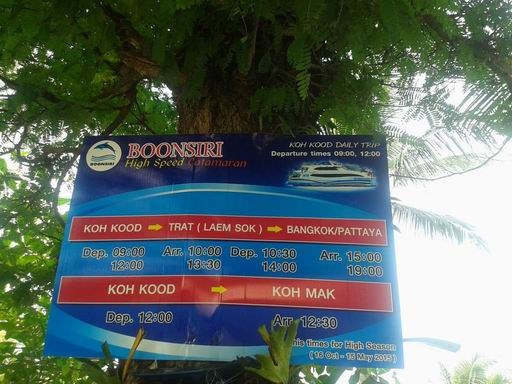 BOONSIRI
BOONSIRI
High Speed Catamaran
KOH KOOD DAILY TRIP
Departure times 09:00, 12:00
KOH KOOD TRAT ( LAEM SOK ) BANGKOK/PATTAYA
Dep. 09:00 Arr. 10:00 Dep. 10:30 Arr. 15:00
12:00 13:30 14:00 19:00
KOH KOOD KOH MAK
Dep. 12:00 Arr. 12:30
times for High Season
( 16 Oct - 15 May 2015 )